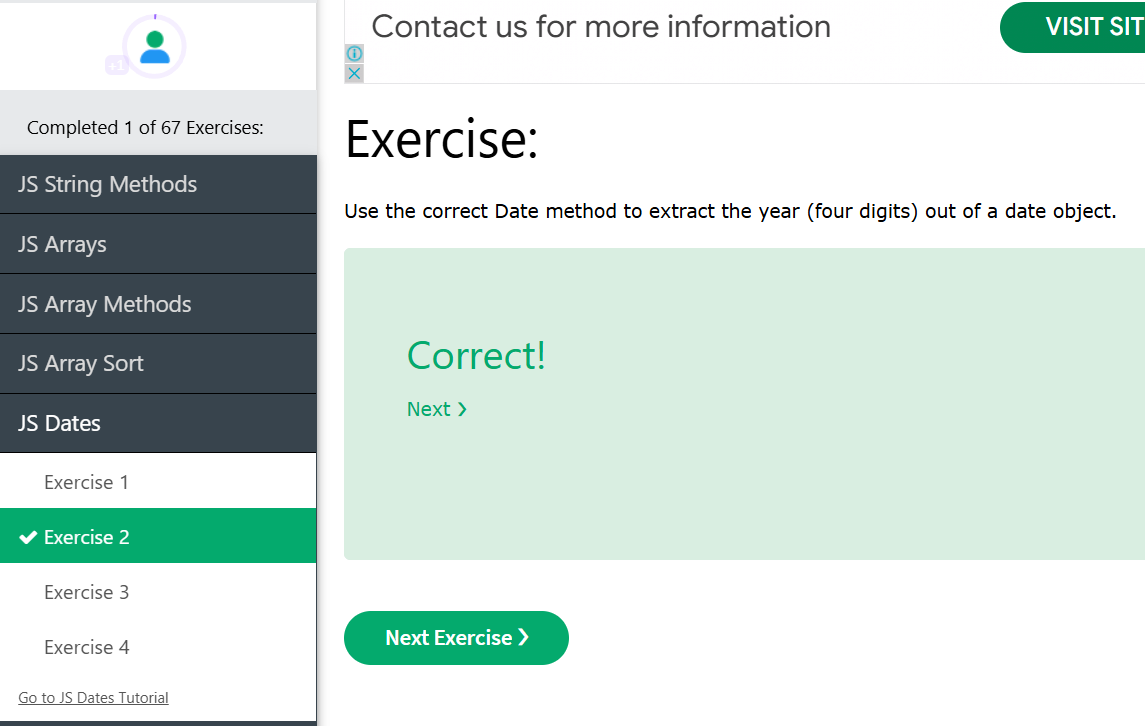 +1
Completed 1 of 67 Exercises:
JS String Methods
JS Arrays
JS Array Methods
JS Array Sort
JS Dates
Exercise 1
Exercise 2
Exercise 3
Exercise 4
Go to JS Dates Tutorial
Contact us for more information
VISIT SIT
Exercise:
Use the correct Date method to extract the year (four digits) out of a date object.
Correct!
Next ❯
Next Exercise ❯